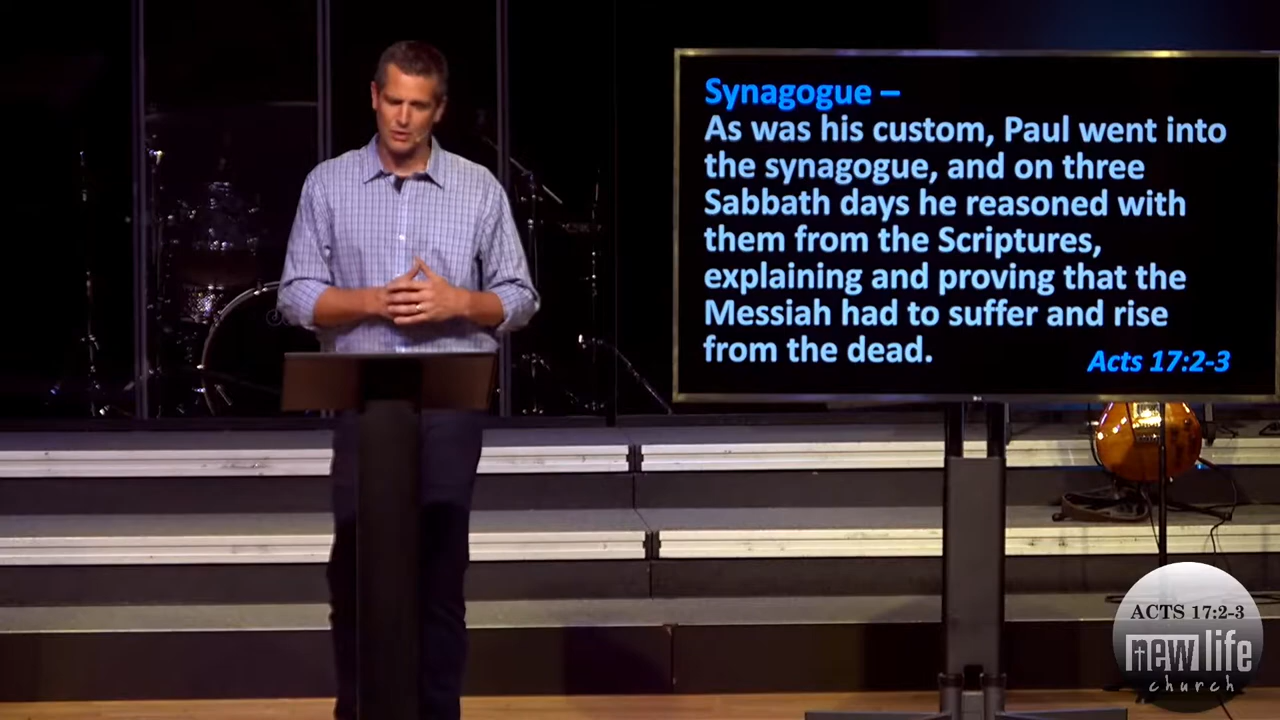 Synagogue –
As was his custom, Paul went into
the synagogue, and on three
Sabbath days he reasoned with
them from the Scriptures,
explaining and proving that the
Messiah had to suffer and rise
from the dead.
Acts 17:2-3
ACTS 17:2-3
new life
church